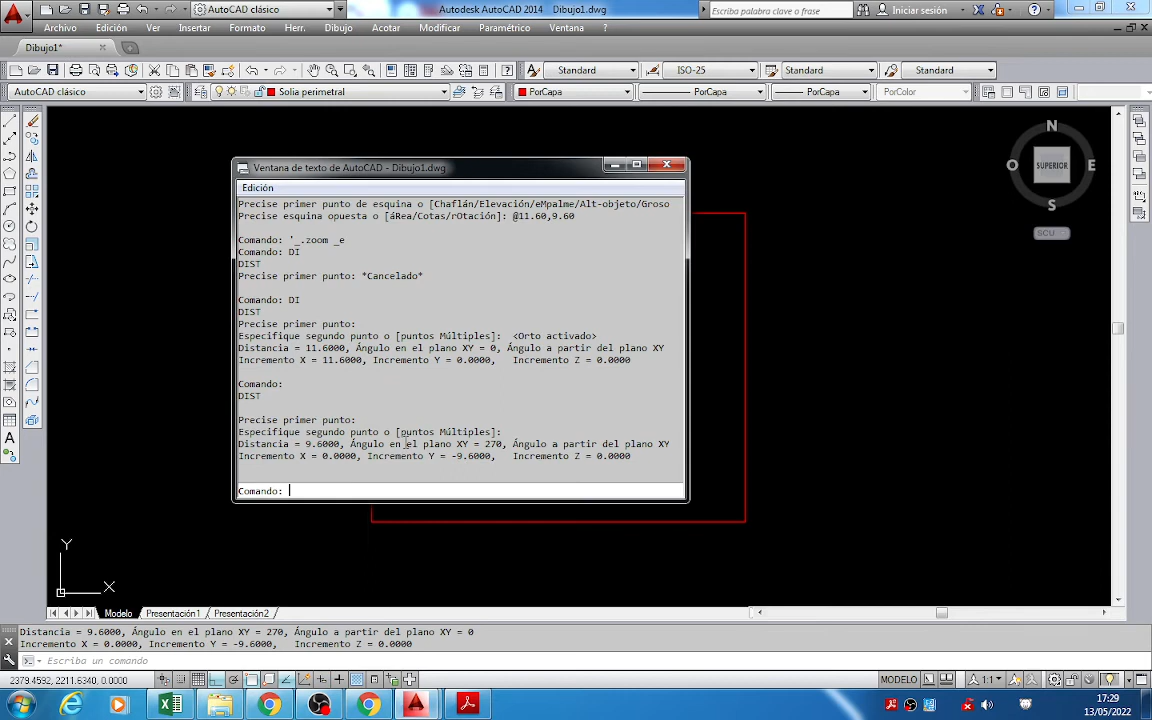 AutoCAD clásico
Autodesk AutoCAD 2014 Dibujo1.dwg
Escriba palabra clave o frase
Iniciar sesión
Archivo Edición Ver Insertar Formato Herr. Dibujo Acotar Modificar Paramétrico Ventana ?
Dibujo1*
Standard ISO-25 Standard Standard
AutoCAD clásico Solia perimetral PorCapa PorCapa PorCapa PorColor
N
O SUPERIOR E
S
SCU
Ventana de texto de AutoCAD - Dibujo1.dwg
Edición
Precise primer punto de esquina o [Chaflán/Elevación/eMpalme/Alt-objeto/Groso
Precise esquina opuesta o [áRea/Cotas/rOtación]: @11.60,9.60
Comando: '_.zoom _e
Comando: DI
DIST
Precise primer punto: *Cancelado*
Comando: DI
DIST
Precise primer punto:
Especifique segundo punto o [puntos Múltiples]: <Orto activado>
Distancia = 11.6000, Ángulo en el plano XY = 0, Ángulo a partir del plano XY
Incremento X = 11.6000, Incremento Y = 0.0000, Incremento Z = 0.0000
Comando:
DIST
Precise primer punto:
Especifique segundo punto o [puntos Múltiples]:
Distancia = 9.6000, Ángulo en el plano XY = 270, Ángulo a partir del plano XY
Incremento X = 0.0000, Incremento Y = -9.6000, Incremento Z = 0.0000
Comando:
Y
X
Modelo Presentación1 Presentación2
Distancia = 9.6000, Ángulo en el plano XY = 270, Ángulo a partir del plano XY = 0
Incremento X = 0.0000, Incremento Y = -9.6000, Incremento Z = 0.0000
Escriba un comando
2379.4592, 2211.6340, 0.0000
MODELO
1:1
17:29
13/05/2022